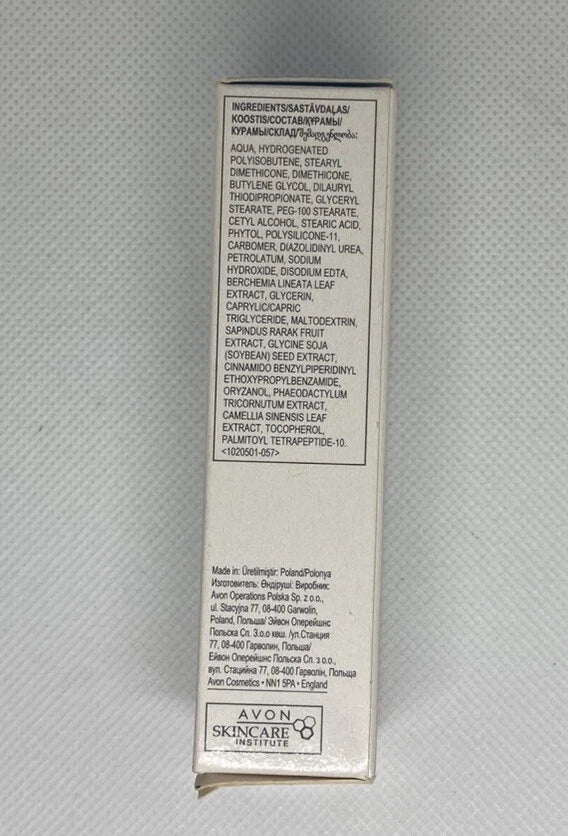 INGREDIENTS/SASTĀVDAĻAS/
KOOSTIS/СОСТАВ/ҚҰРАМЫ/
КУРАМЫ/СКЛАД/შემადგენლობა:
AQUA, HYDROGENATED
POLYISOBUTENE, STEARYL
DIMETHICONE, DIMETHICONE,
BUTYLENE GLYCOL, DILAURYL
THIODIPROPIONATE, GLYCERYL
STEARATE, PEG-100 STEARATE,
CETYL ALCOHOL, STEARIC ACID,
PHYTOL, POLYSILICONE-11,
CARBOMER, DIAZOLIDINYL UREA,
PETROLATUM, SODIUM
HYDROXIDE, DISODIUM EDTA,
BERCHEMIA LINEATA LEAF
EXTRACT, GLYCERIN,
CAPRYLIC/CAPRIC
TRIGLYCERIDE, MALTODEXTRIN,
SAPINDUS RARAK FRUIT
EXTRACT, GLYCINE SOJA
(SOYBEAN) SEED EXTRACT,
CINNAMIDO BENZYLPIPERIDINYL
ETHOXYPROPYLBENZAMIDE,
ORYZANOL, PHAEODACTYLUM
TRICORNUTUM EXTRACT,
CAMELLIA SINENSIS LEAF
EXTRACT, TOCOPHEROL,
PALMITOYL TETRAPEPTIDE-10.
<1020501-057>
Made in: Üretilmiştir: Poland/Polonya
Изготовитель: Өндіруші: Виробник:
Avon Operations Polska Sp. z o.o.,
ul. Stacyjna 77, 08-400 Garwolin,
Poland, Польша/ Эйвон Оперейшнс
Польска Сп. З.о.о көш. /ул.Станция
77, 08-400 Гарволин, Польша/
Ейвон Оперейшнс Польска Сп. з о.о.,
вул. Стаційна 77, 08-400 Гарволін, Польща
Avon Cosmetics • NN1 5PA • England
AVON
SKINCARE
INSTITUTE